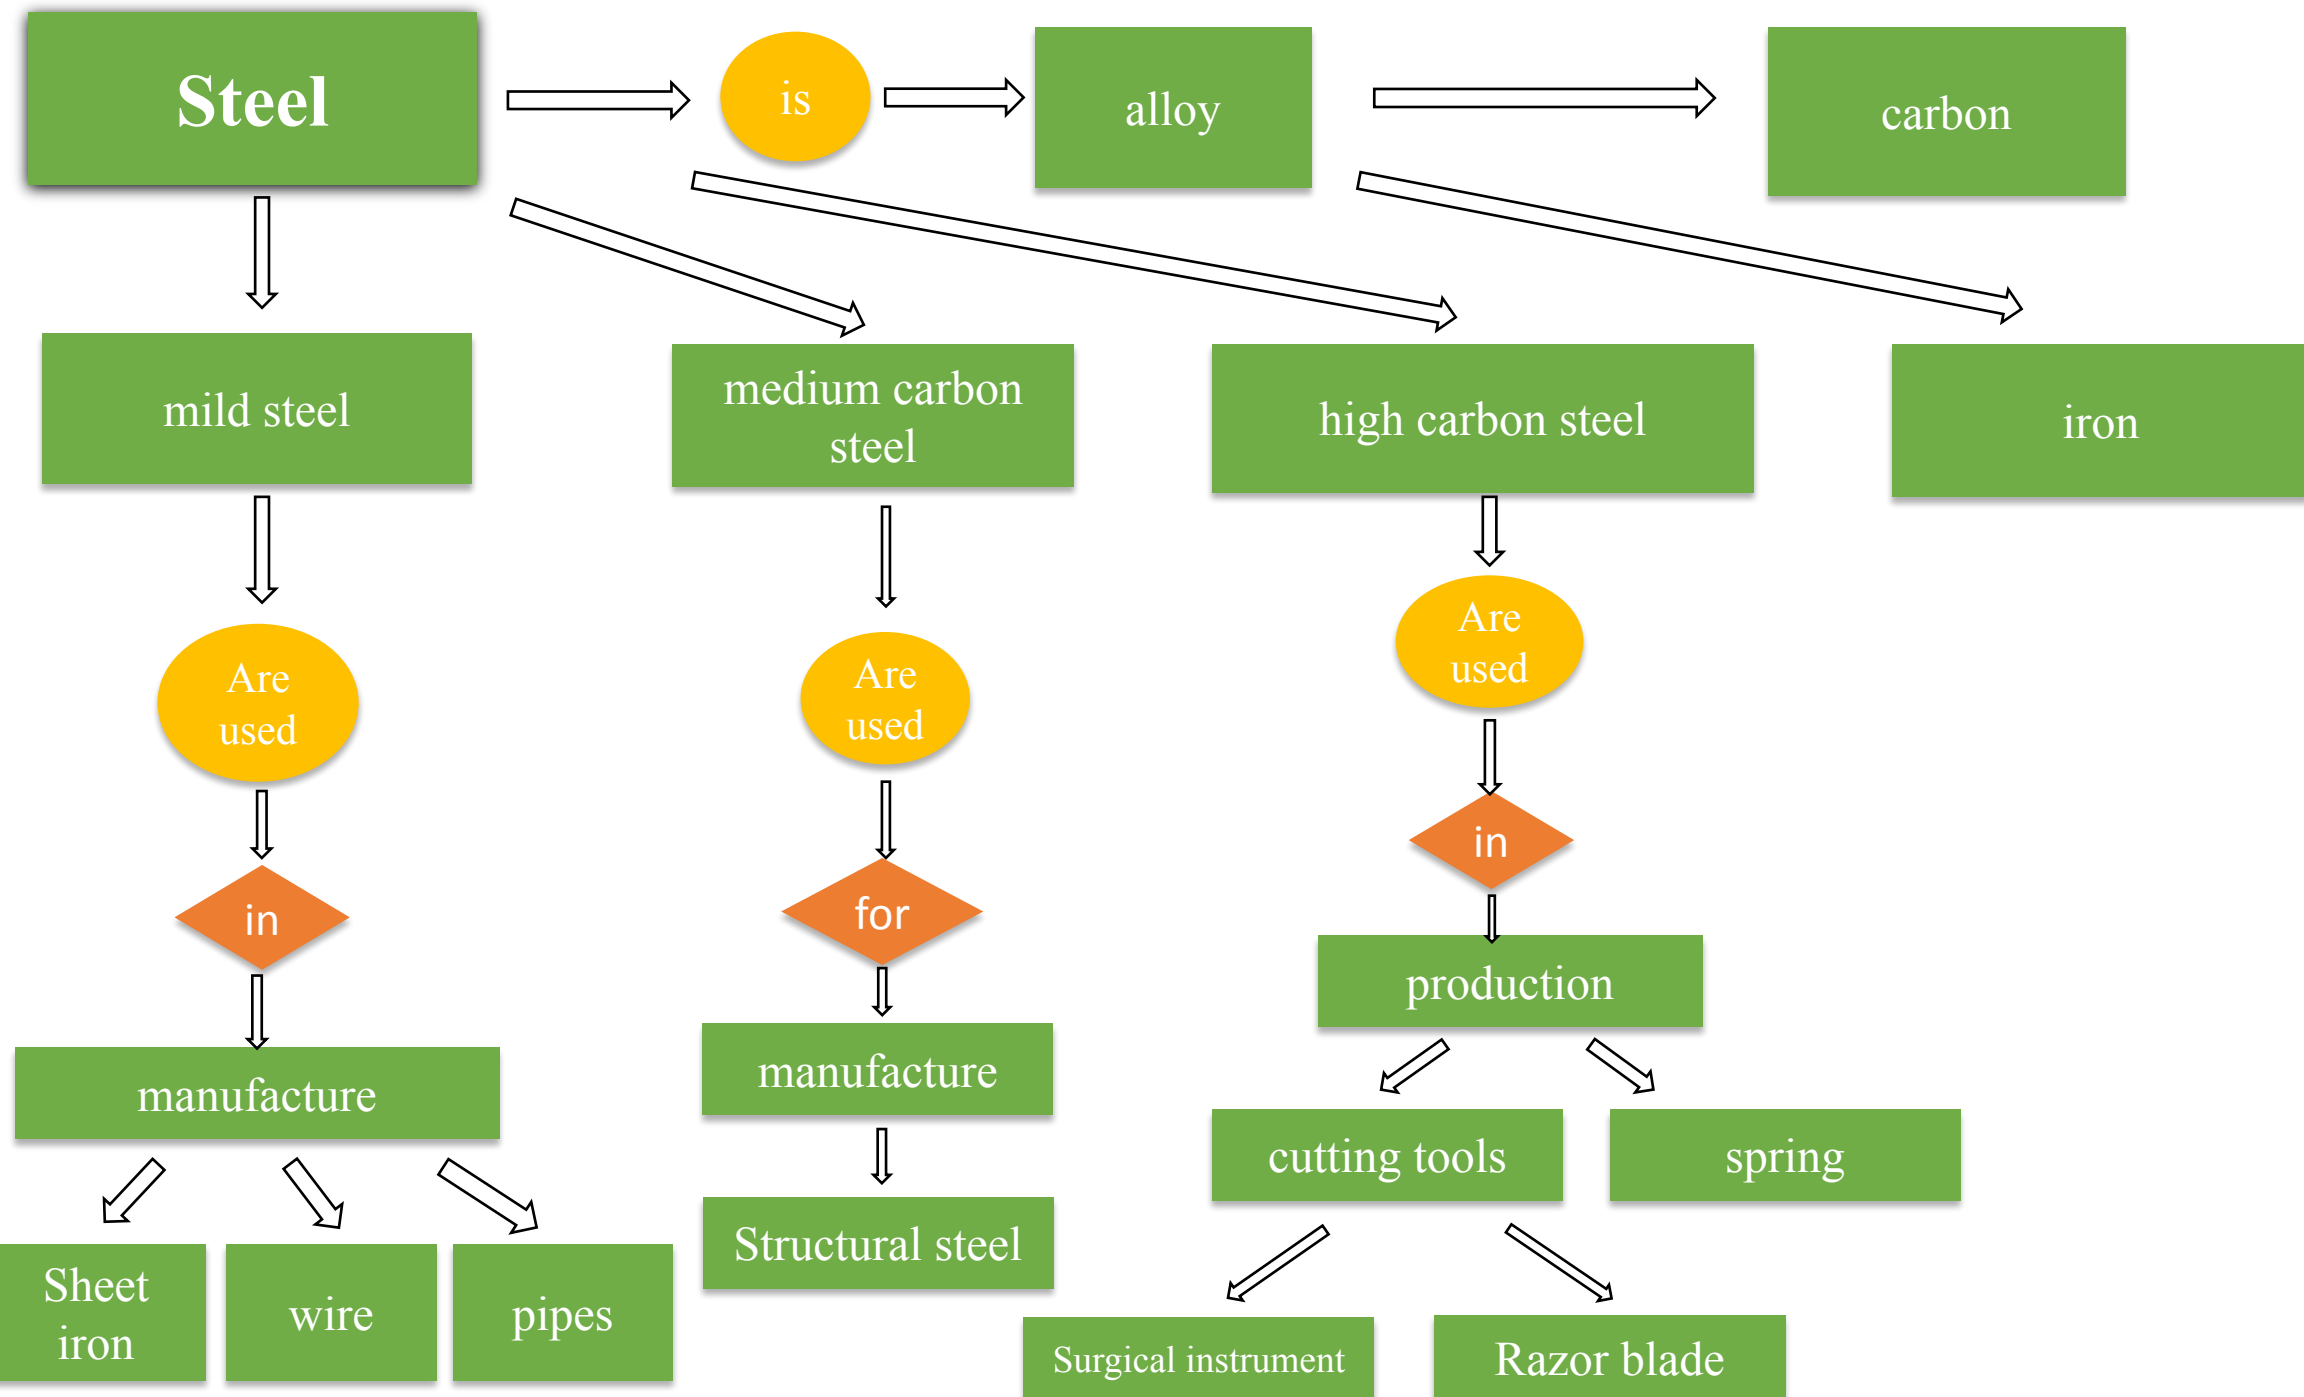 Steel
is
alloy
carbon
mild steel
medium carbon
steel
high carbon steel
iron
Are
used
Are
used
Are
used
in
for
in
manufacture
manufacture
production
Structural steel
cutting tools
spring
Sheet
iron
wire
pipes
Surgical instrument
Razor blade